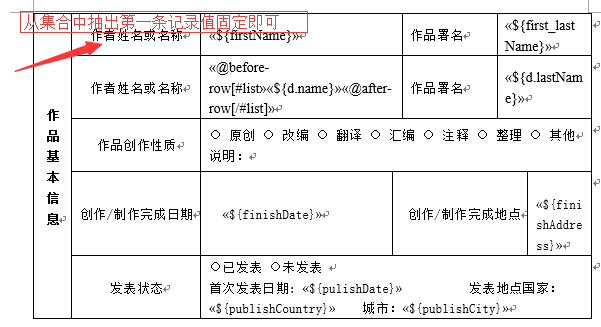 从集合中抽出第一条记录值固定即可
作者姓名或名称 «${firstName}» 作品署名 «${first_last
Name}»
作者姓名或名称 «@before-
row[#list»«${d.name}»«@after-
row[/#list]» 作品署名 «${d.lastNam
e}»
作品基本信息
作品创作性质 ○ 原创 ○ 改编 ○ 翻译 ○ 汇编 ○ 注释 ○ 整理 ○ 其他
说明：
创作/制作完成日期 «${finishDate}» 创作/制作完成地点 «${fini
shAddre
ss}»
发表状态 ○已发表 ○未发表
首次发表日期：«${pulishDate}» 发表地点国家：
«${publishCountry}» 城市：«${publishCity}»